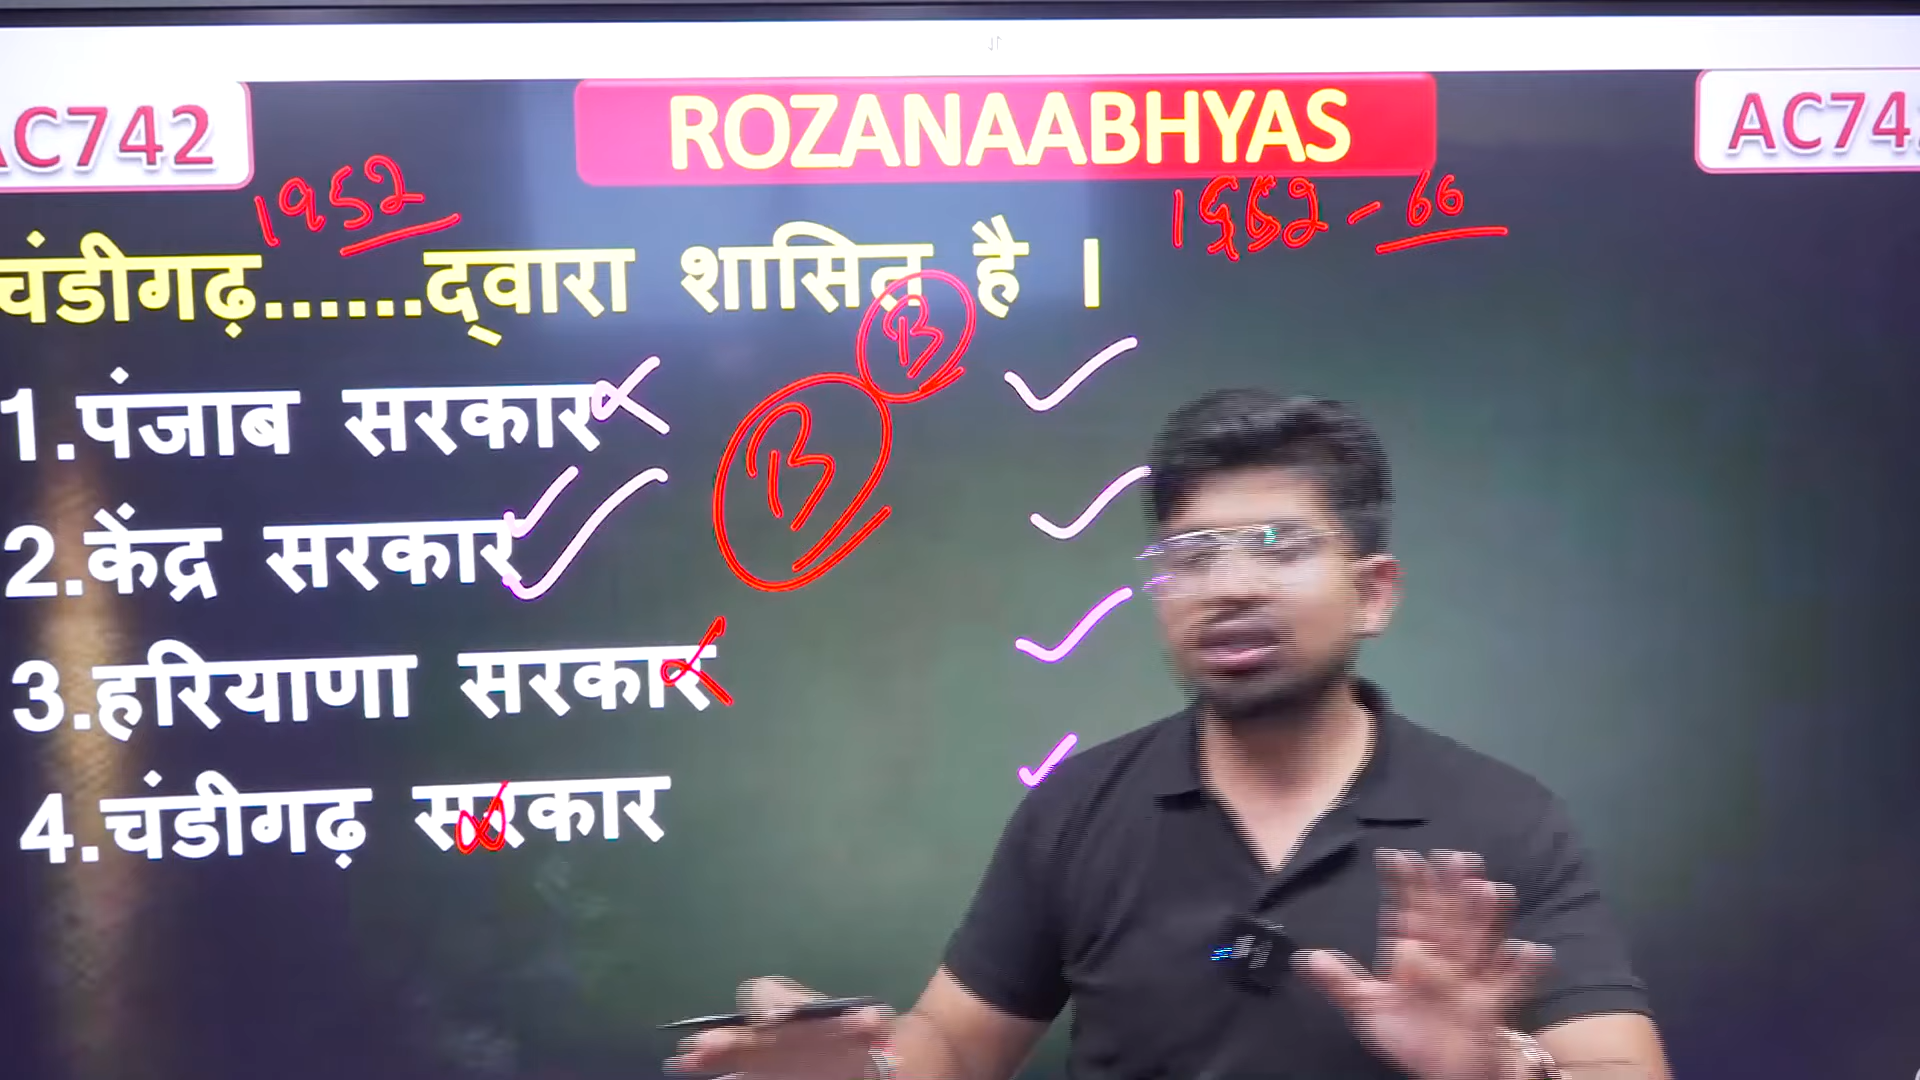 AC742 ROZANAABHYAS AC74
1952 1952 - 66
चंडीगढ़......द्वारा शासित है ।
B
1.पंजाब सरकार
B
2.केंद्र सरकार
3.हरियाणा सरकार
4.चंडीगढ़ सरकार